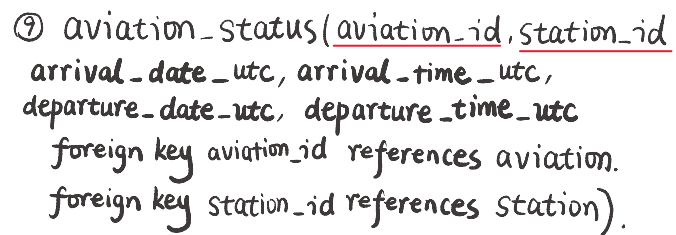 ⑨ aviation_status(aviation_id, station_id
arrival_date_utc, arrival_time_utc,
departure_date_utc, departure_time_utc
foreign key aviation_id references aviation.
foreign key station_id references station).